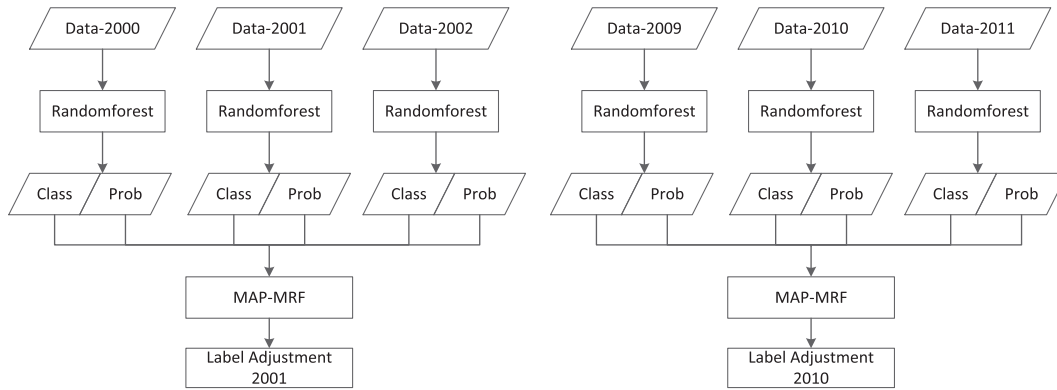 Data-2000 Data-2001 Data-2002 Data-2009 Data-2010 Data-2011
Randomforest Randomforest Randomforest Randomforest Randomforest Randomforest
Class Prob Class Prob Class Prob Class Prob Class Prob Class Prob
MAP-MRF MAP-MRF
Label Adjustment Label Adjustment
2001 2010